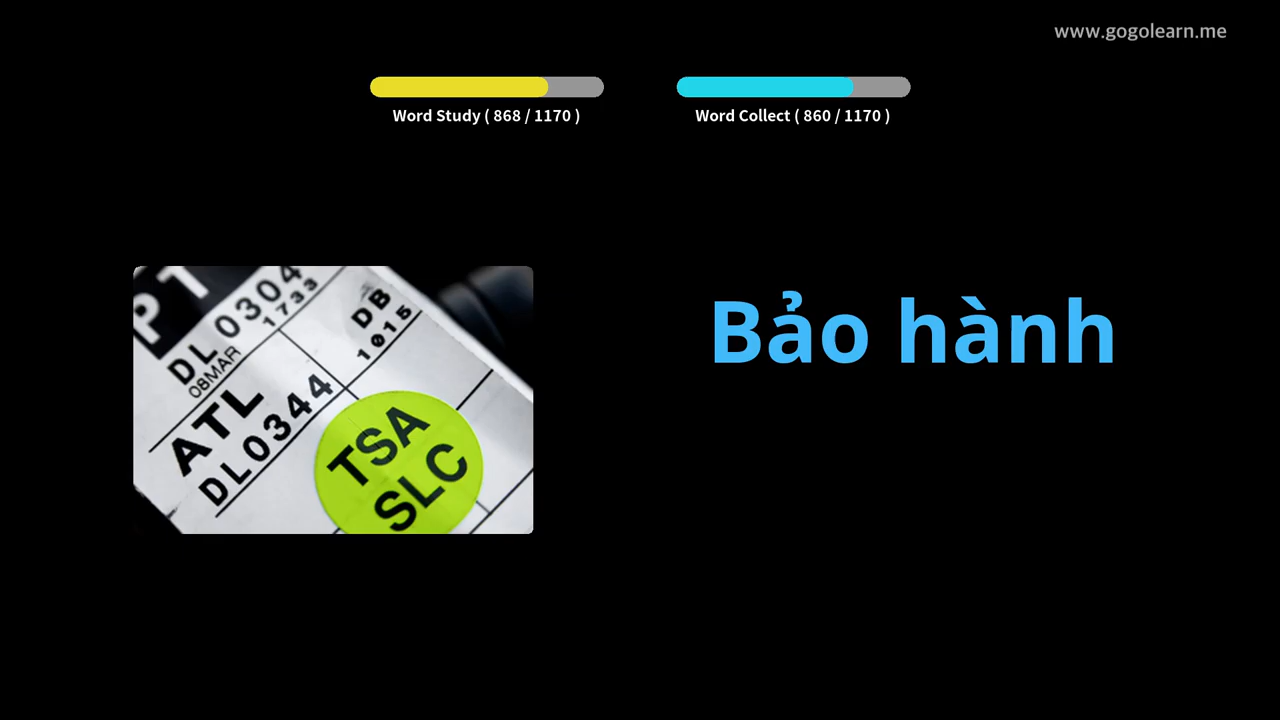 www.gogolearn.me
Word Study ( 868 / 1170 )
Word Collect ( 860 / 1170 )
P1
DL0304
1733
08MAR
DB
1015
ATL
DL0344
TSA
SLC
Bảo hành